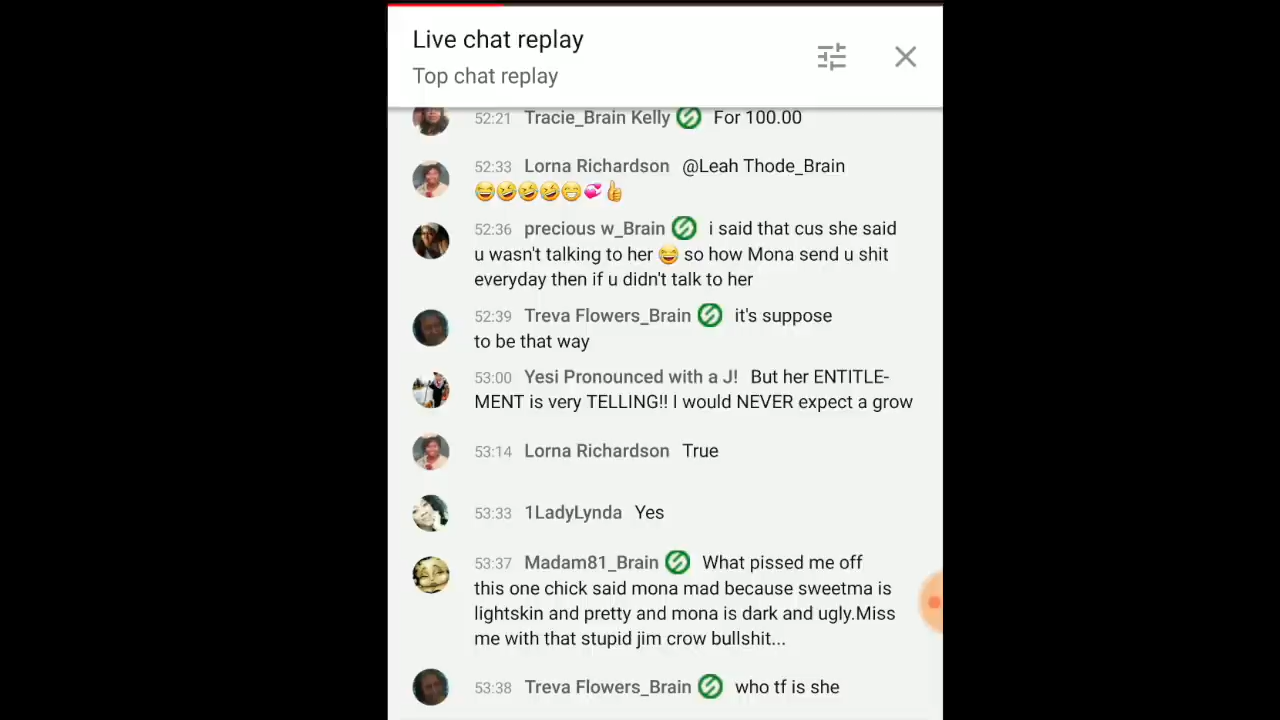 Live chat replay
Top chat replay
52:21 Tracie_Brain Kelly For 100.00
52:33 Lorna Richardson @Leah Thode_Brain
😂🤣🤣🤣😁💞👍
52:36 precious w_Brain i said that cus she said
u wasn't talking to her 😂 so how Mona send u shit
everyday then if u didn't talk to her
52:39 Treva Flowers_Brain it's suppose
to be that way
53:00 Yesi Pronounced with a J! But her ENTITLE-
MENT is very TELLING!! I would NEVER expect a grow
53:14 Lorna Richardson True
53:33 1LadyLynda Yes
53:37 Madam81_Brain What pissed me off
this one chick said mona mad because sweetma is
lightskin and pretty and mona is dark and ugly.Miss
me with that stupid jim crow bullshit...
53:38 Treva Flowers_Brain who tf is she